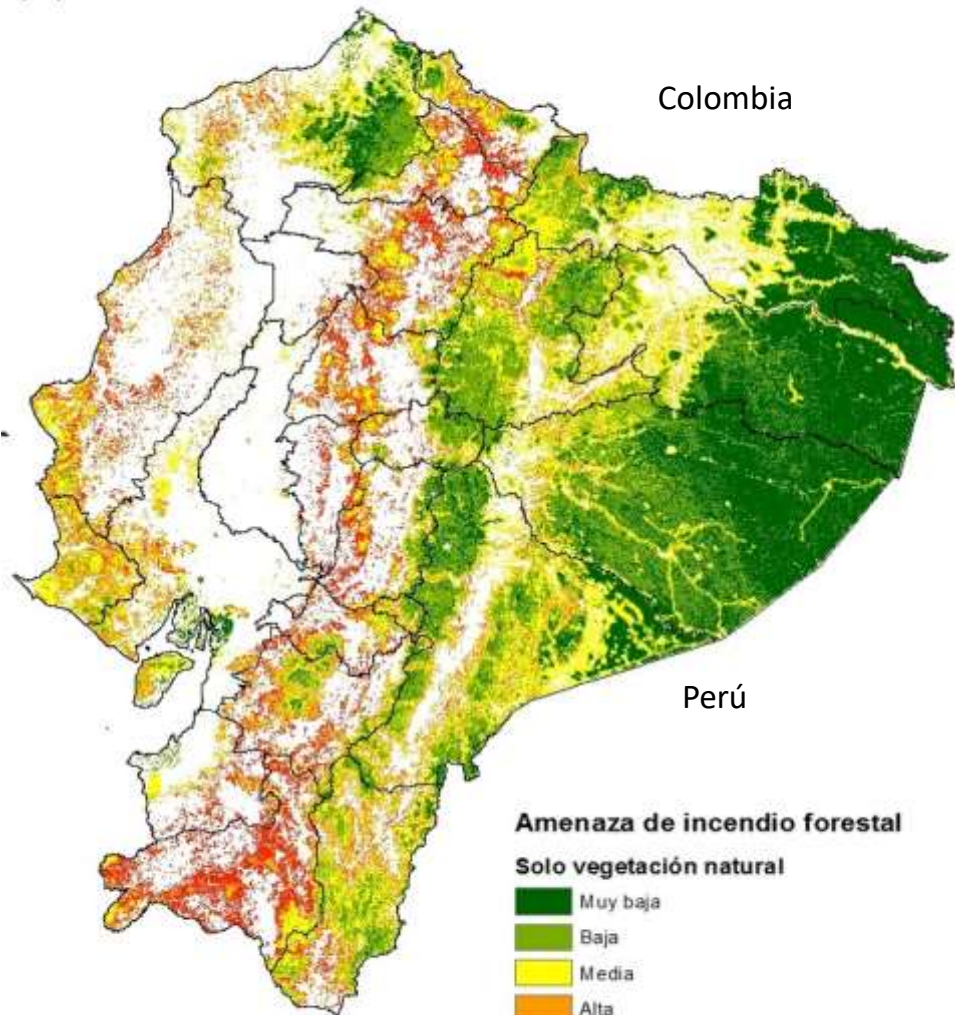 Colombia
Perú
Amenaza de incendio forestal
Solo vegetación natural
Muy baja
Baja
Media
Alta